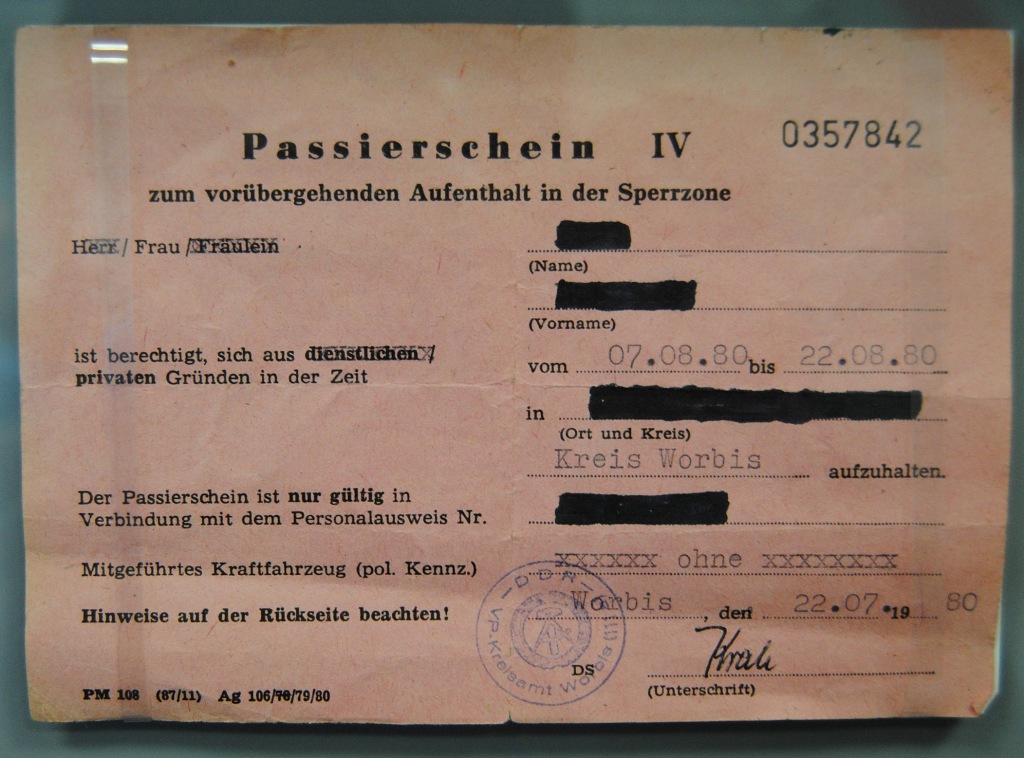 Passierschein IV 0357842
zum vorübergehenden Aufenthalt in der Sperrzone
Herr / Frau / Fräulein
(Name)
(Vorname)
ist berechtigt, sich aus dienstlichen /
privaten Gründen in der Zeit
vom 07.08.80 bis 22.08.80
in
(Ort und Kreis)
Kreis Worbis aufzuhalten.
Der Passierschein ist nur gültig in
Verbindung mit dem Personalausweis Nr.
Mitgeführtes Kraftfahrzeug (pol. Kennz.) xxxxxx ohne xxxxxxxx
Hinweise auf der Rückseite beachten! Worbis , den 22.07.19 80
DDR
VP-Kreisamt Worbis
DS
(Unterschrift)
PM 108 (87/11) Ag 106/78/79/80